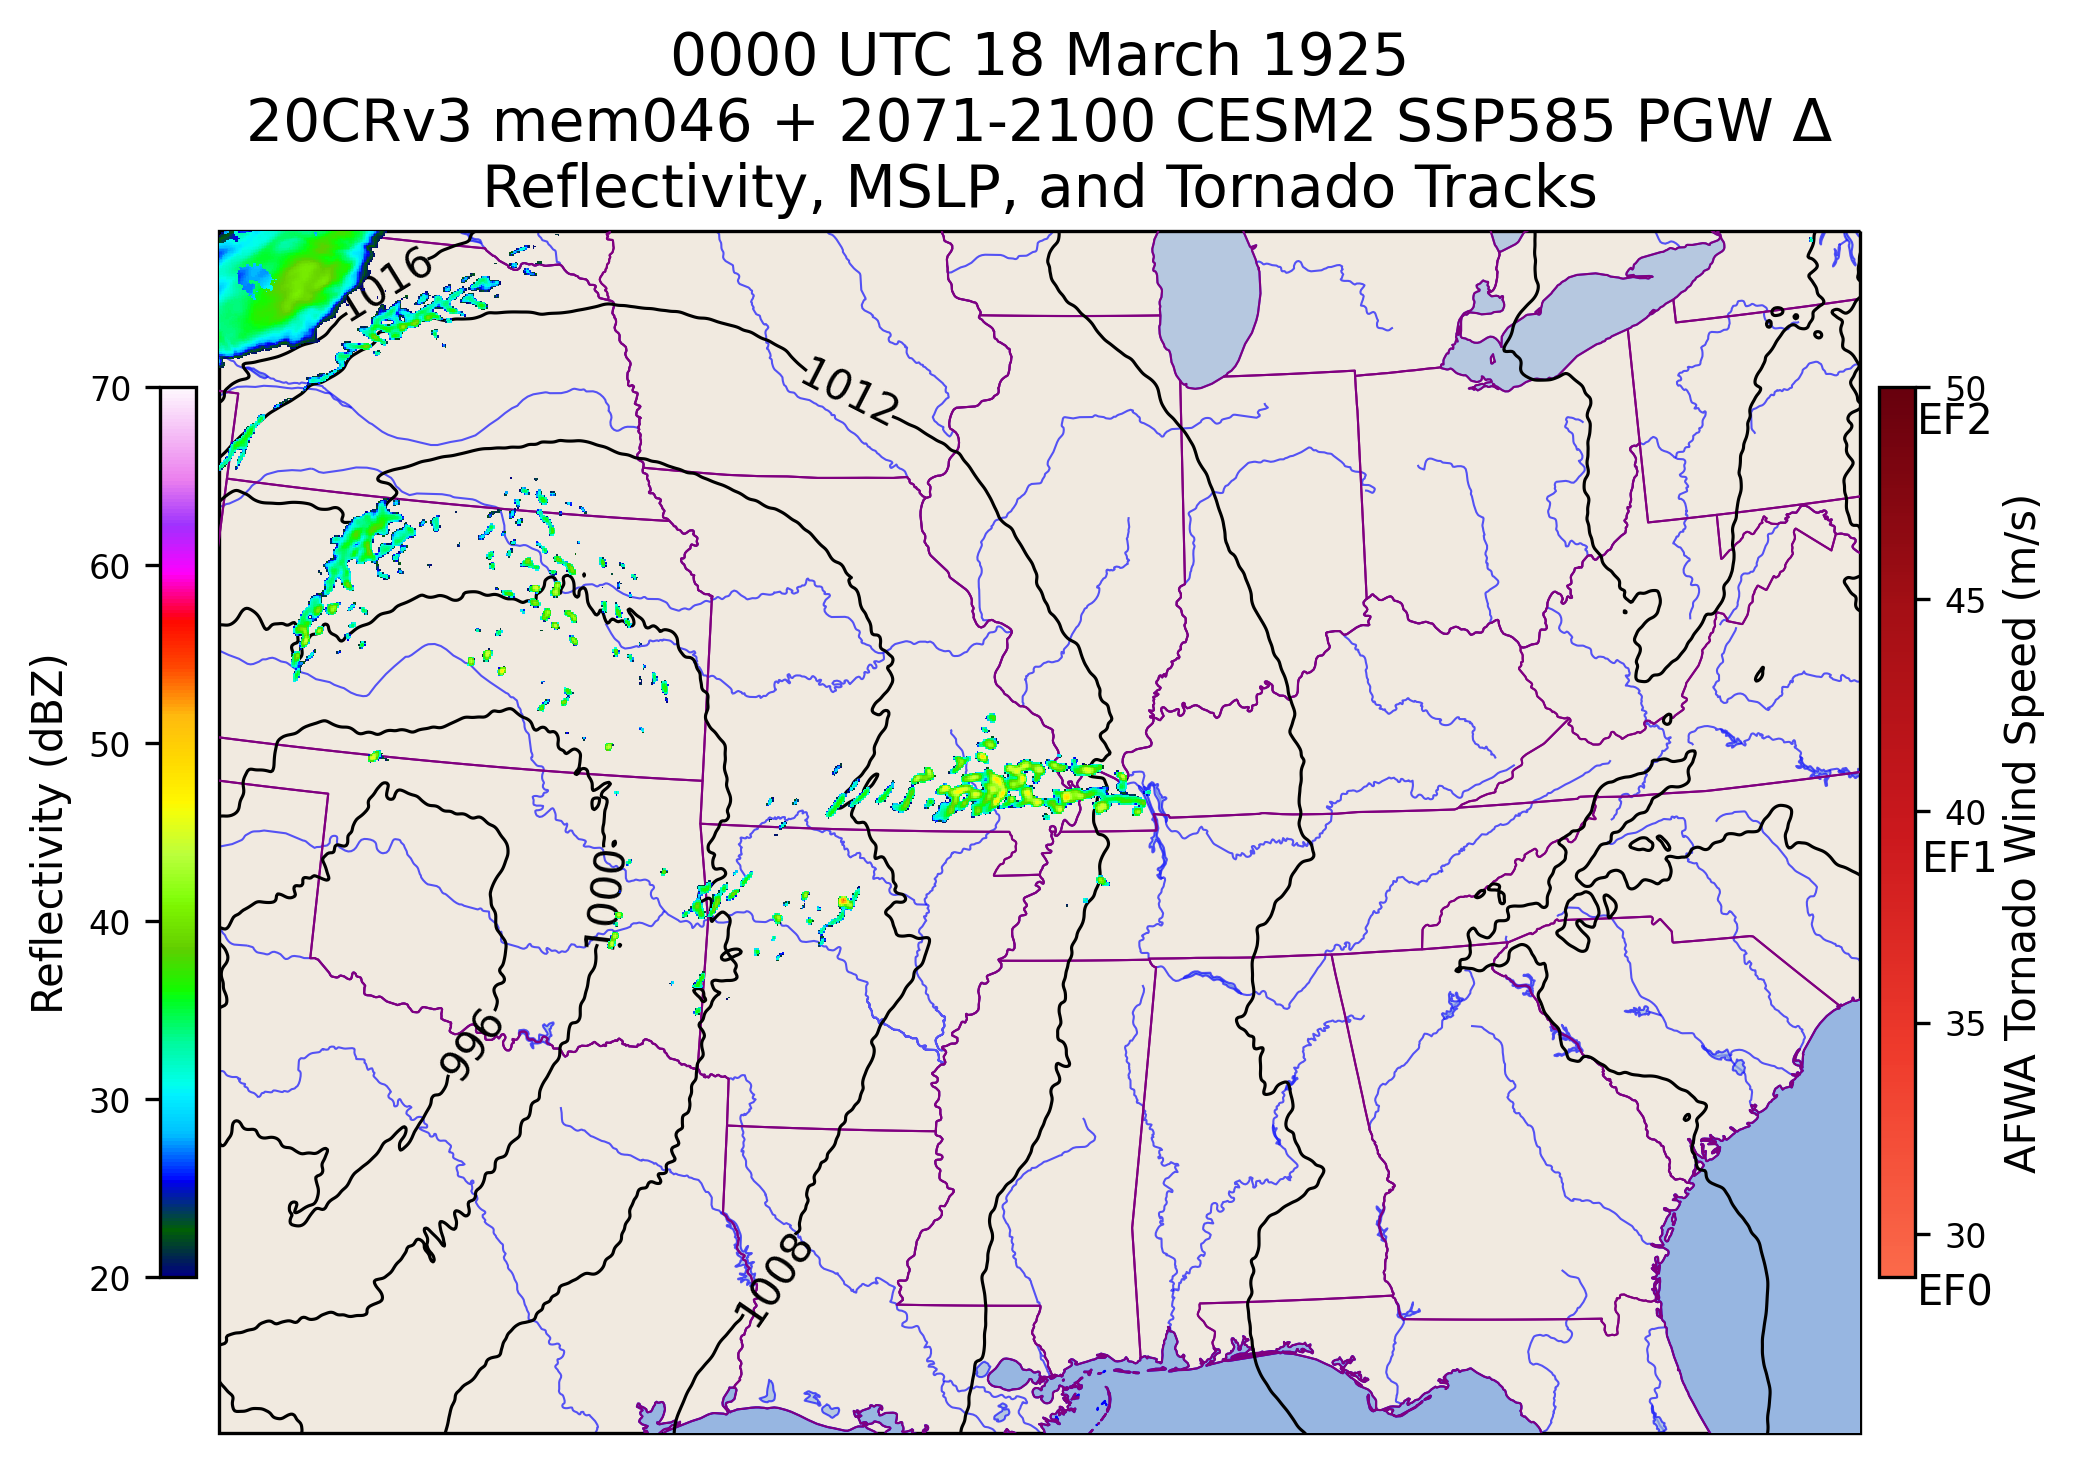 0000 UTC 18 March 1925
20CRv3 mem046 + 2071-2100 CESM2 SSP585 PGW Δ
Reflectivity, MSLP, and Tornado Tracks
1016
1012
1000
996
1008
70
60
50
40
30
20
Reflectivity (dBZ)
50
EF2
45
40
EF1
35
30
EF0
AFWA Tornado Wind Speed (m/s)